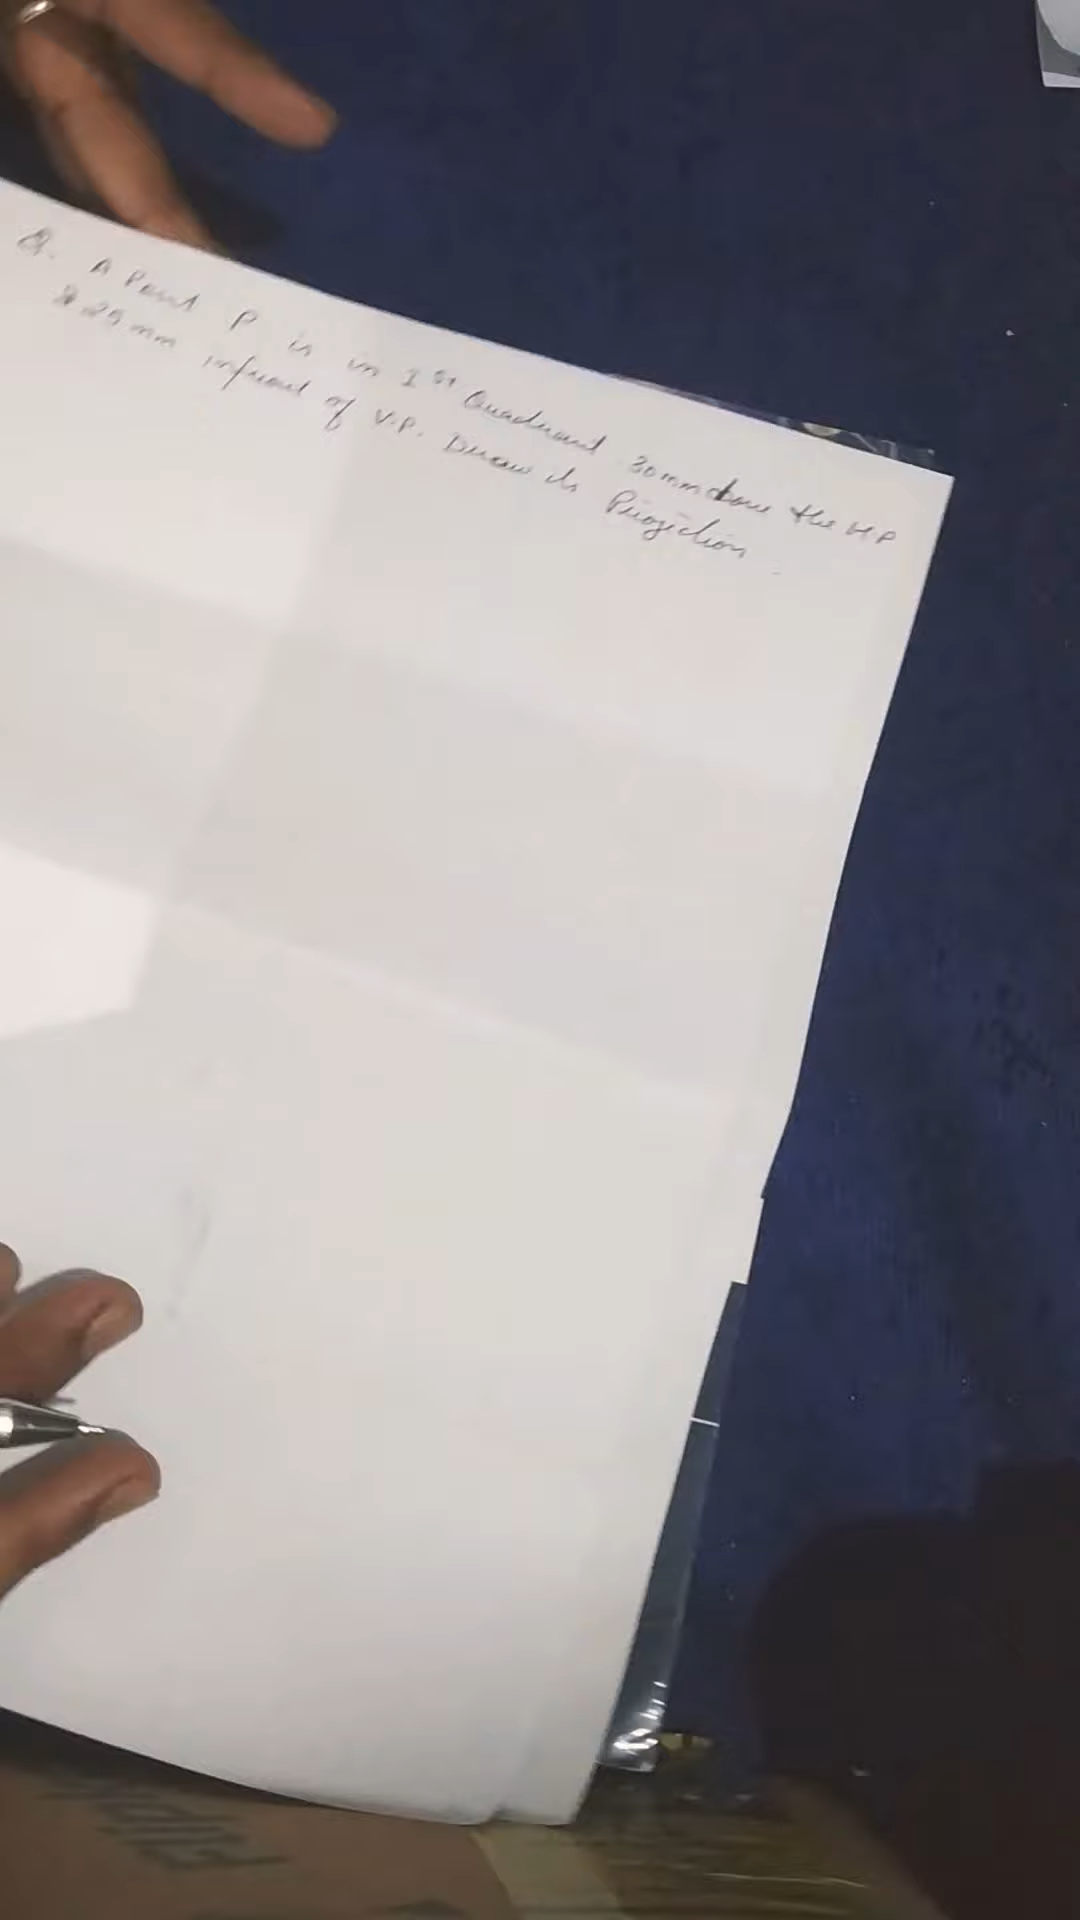 Q. A Point P is in 1st Quadrant 30mm above the HP
& 25mm infront of V.P. Draw its Projection.